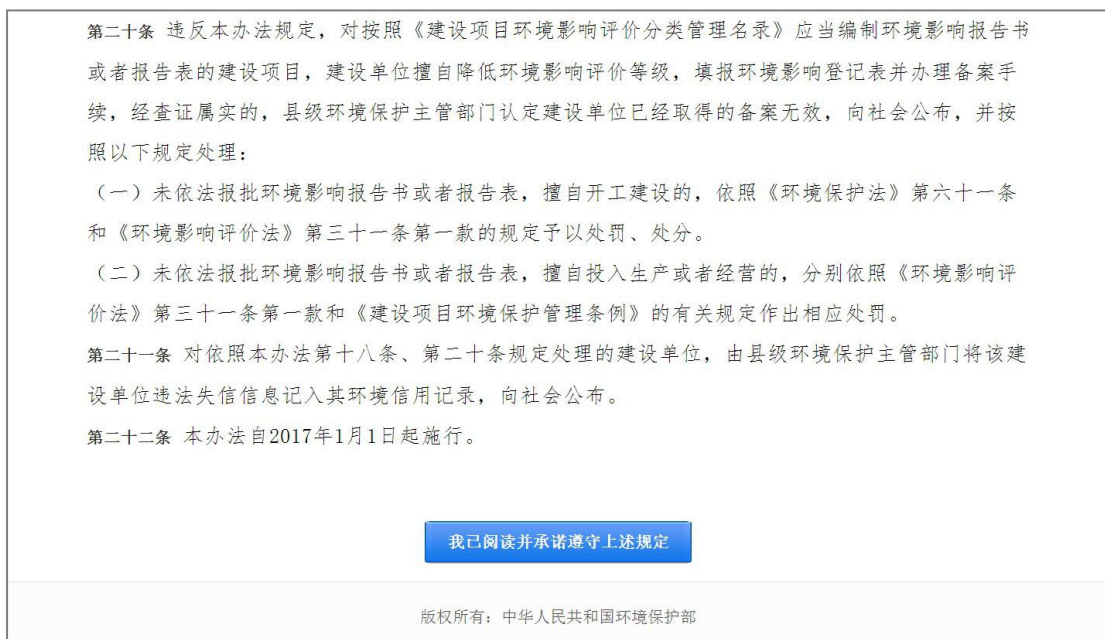 第二十条 违反本办法规定，对按照《建设项目环境影响评价分类管理名录》应当编制环境影响报告书
或者报告表的建设项目，建设单位擅自降低环境影响评价等级，填报环境影响登记表并办理备案手
续，经查证属实的，县级环境保护主管部门认定建设单位已经取得的备案无效，向社会公布，并按
照以下规定处理：
（一）未依法报批环境影响报告书或者报告表，擅自开工建设的，依照《环境保护法》第六十一条
和《环境影响评价法》第三十一条第一款的规定予以处罚、处分。
（二）未依法报批环境影响报告书或者报告表，擅自投入生产或者经营的，分别依照《环境影响评
价法》第三十一条第一款和《建设项目环境保护管理条例》的有关规定作出相应处罚。
第二十一条 对依照本办法第十八条、第二十条规定处理的建设单位，由县级环境保护主管部门将该建
设单位违法失信信息记入其环境信用记录，向社会公布。
第二十二条 本办法自2017年1月1日起施行。
我已阅读并承诺遵守上述规定
版权所有：中华人民共和国环境保护部